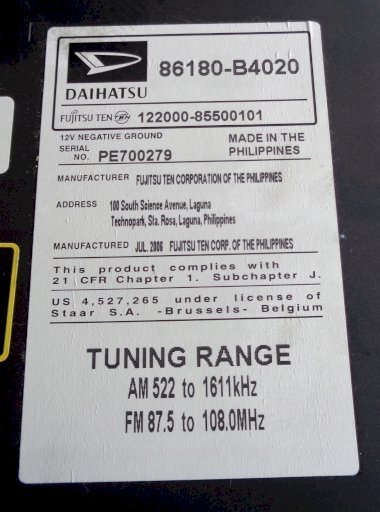 86180-B4020
DAIHATSU
FUJITSU TEN 122000-85500101
12V NEGATIVE GROUND
MADE IN THE
PHILIPPINES
SERIAL
NO. PE700279
MANUFACTURER FUJITSU TEN CORPORATION OF THE PHILIPPINES
ADDRESS 100 South Science Avenue, Laguna
Technopark, Sta. Rosa, Laguna, Philippines
MANUFACTURED JUL. 2006 FUJITSU TEN CORP. OF THE PHILIPPINES
This product complies with
21 CFR Chapter 1. Subchapter J.
US 4,527,265 under license of
Staar S.A. -Brussels- Belgium
TUNING RANGE
AM 522 to 1611kHz
FM 87.5 to 108.0MHz